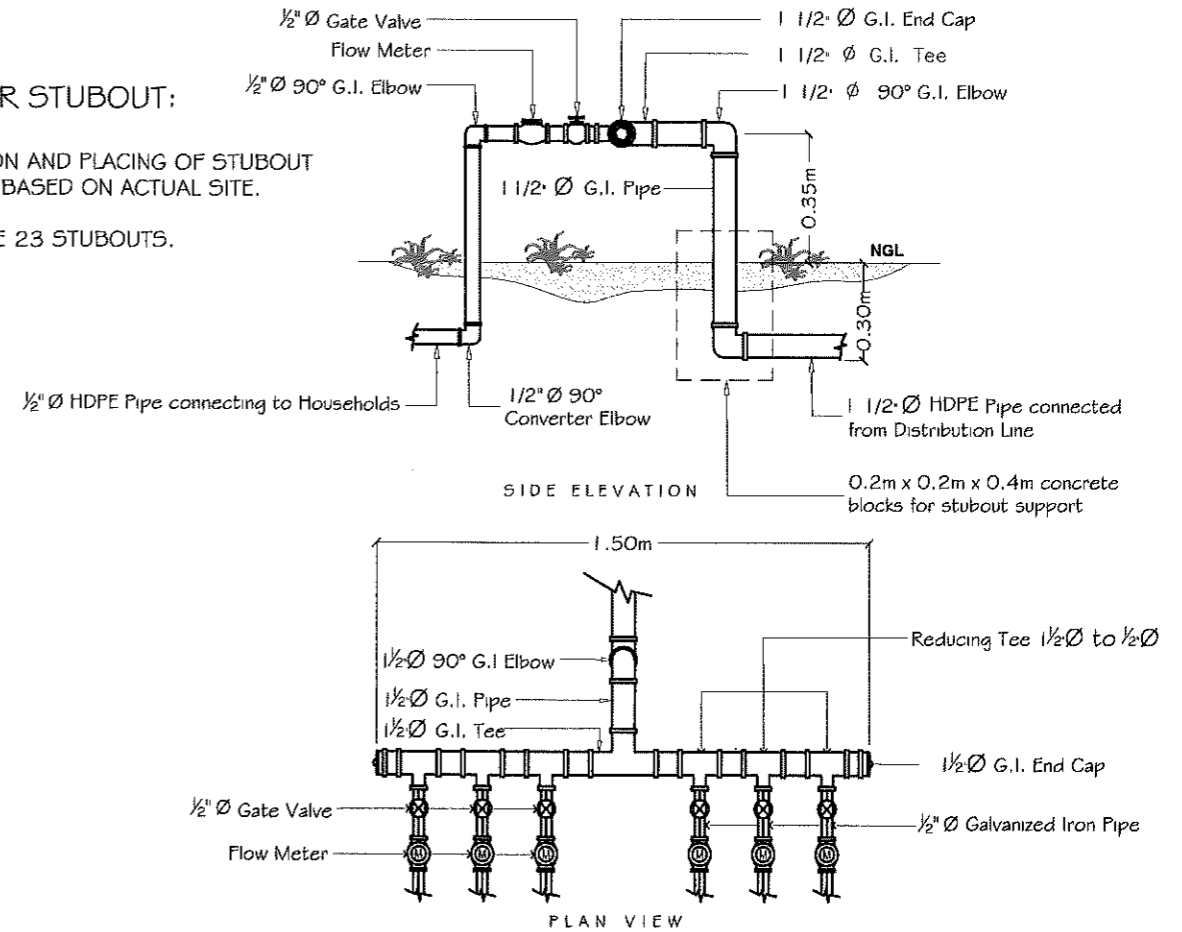 ½" Ø Gate Valve
Flow Meter
½" Ø 90° G.I. Elbow
1 1/2" Ø G.I. End Cap
1 1/2" Ø G.I. Tee
1 1/2" Ø 90° G.I. Elbow
R STUBOUT:
ON AND PLACING OF STUBOUT
BASED ON ACTUAL SITE.
E 23 STUBOUTS.
1 1/2" Ø G.I. Pipe
0.35m
NGL
0.30m
½" Ø HDPE Pipe connecting to Households
1/2" Ø 90°
Converter Elbow
1 1/2" Ø HDPE Pipe connected
from Distribution Line
0.2m x 0.2m x 0.4m concrete
blocks for stubout support
SIDE ELEVATION
1.50m
Reducing Tee 1½"Ø to ½"Ø
1½"Ø 90° G.I Elbow
1½"Ø G.I. Pipe
1½"Ø G.I. Tee
1½"Ø G.I. End Cap
½" Ø Gate Valve
½" Ø Galvanized Iron Pipe
Flow Meter
M M M M M M
PLAN VIEW